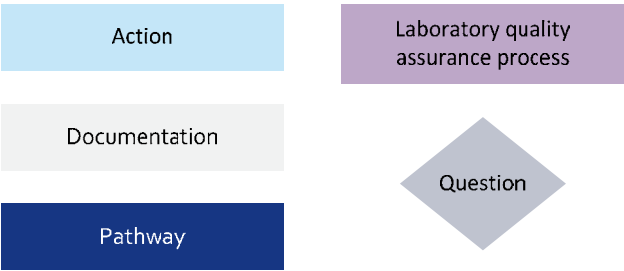 Action
Documentation
Pathway
Laboratory quality
assurance process
Question